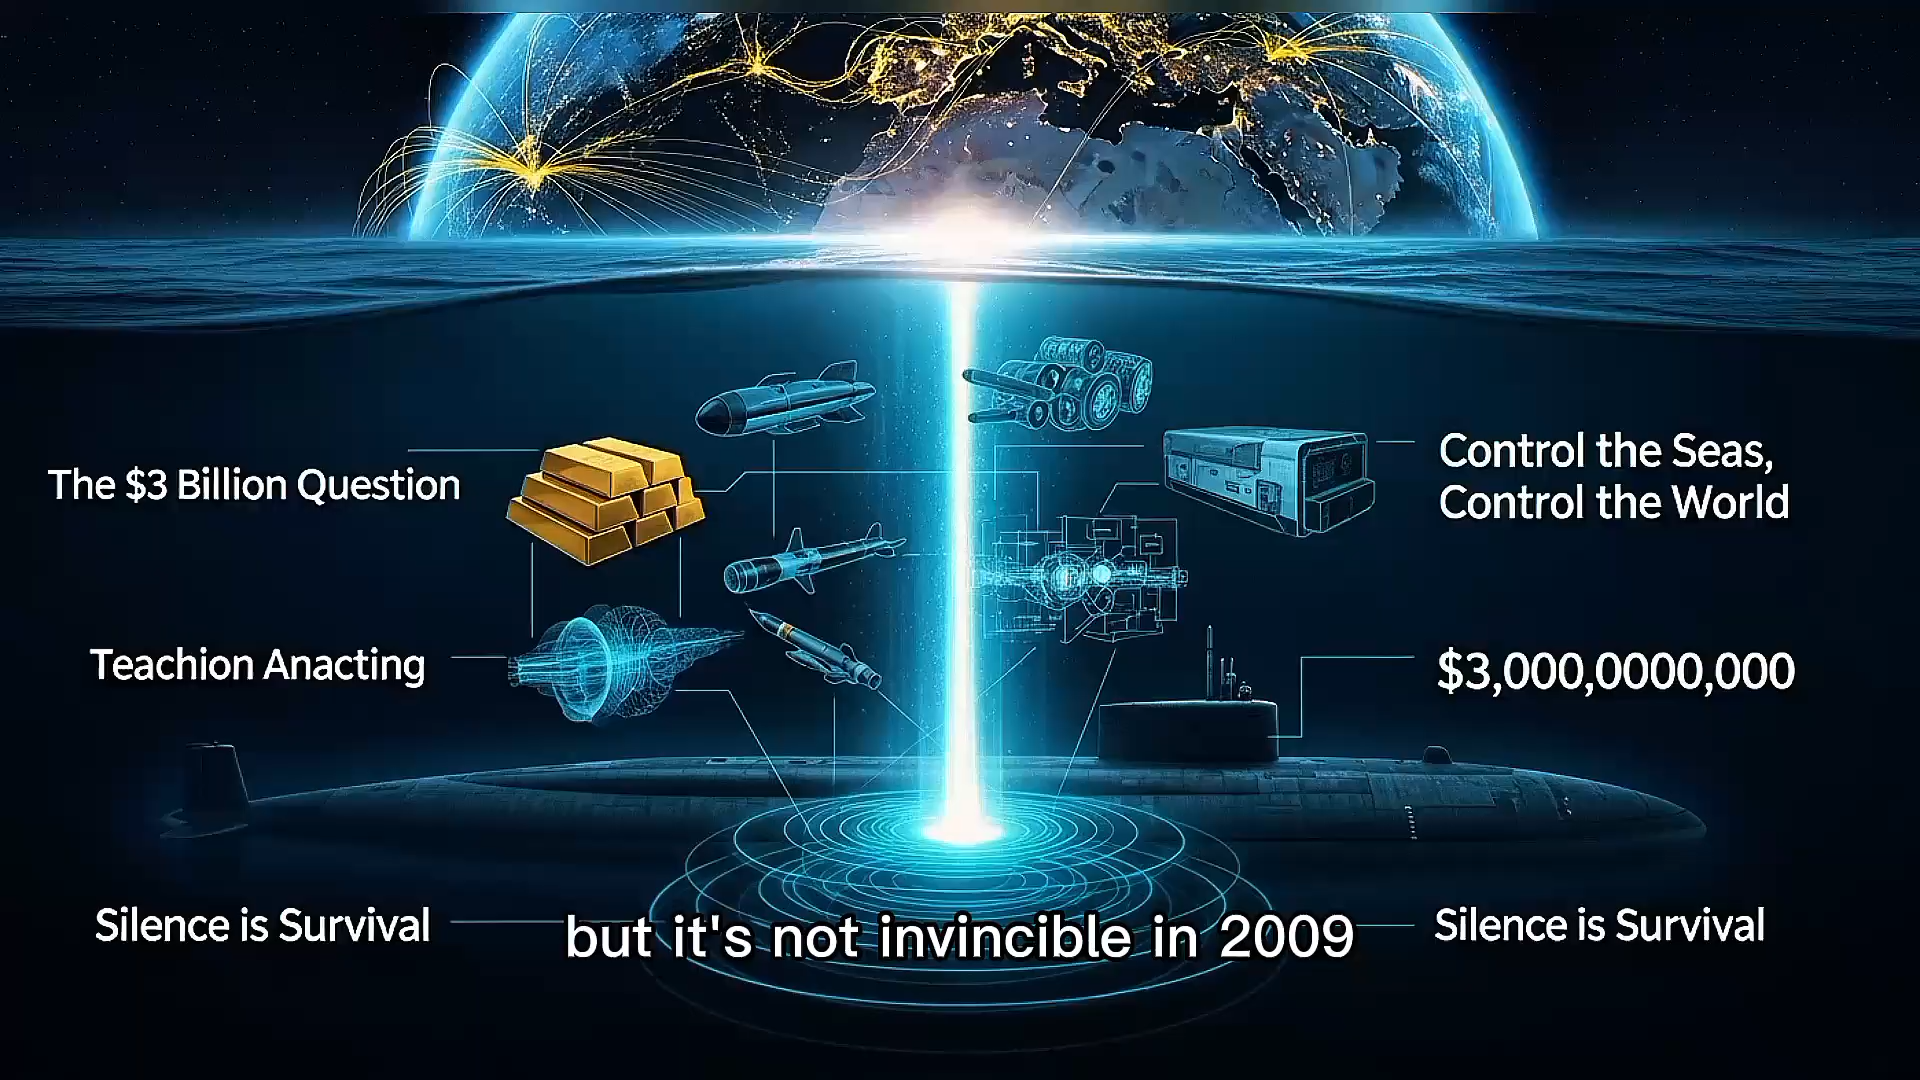 The $3 Billion Question
Control the Seas,
Control the World
Teachion Anacting
$3,000,0000,000
Silence is Survival
but it's not invincible in 2009
Silence is Survival